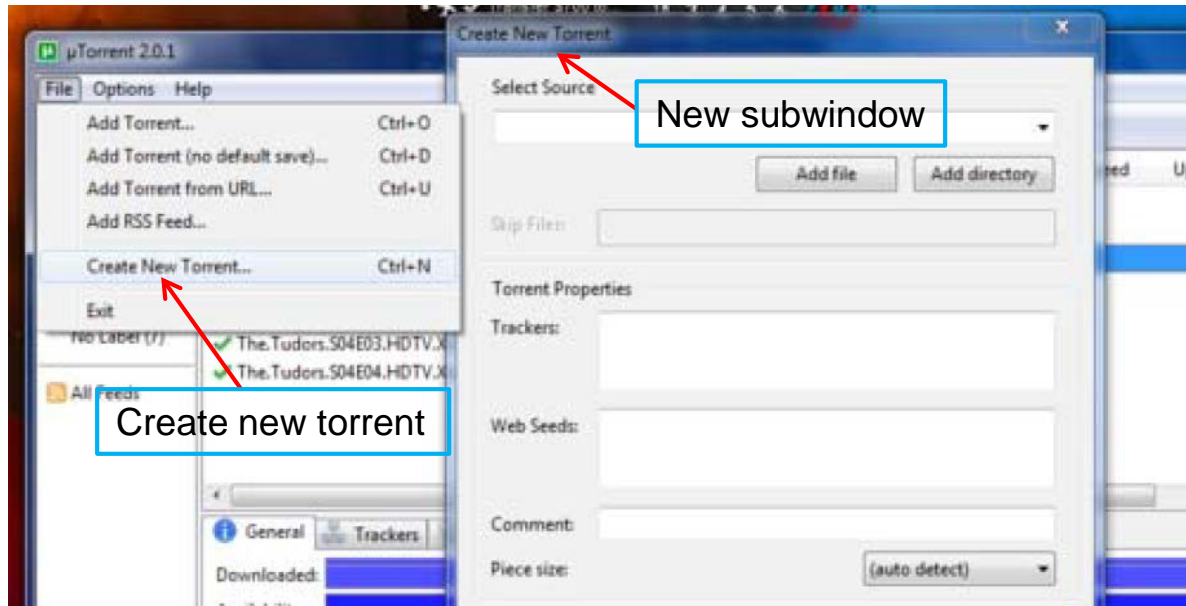 µTorrent 2.0.1
File Options Help
Add Torrent... Ctrl+O
Add Torrent (no default save)... Ctrl+D
Add Torrent from URL... Ctrl+U
Add RSS Feed...
Create New Torrent... Ctrl+N
Exit
No Label (7)
The.Tudors.S04E03.HDTV.X
The.Tudors.S04E04.HDTV.X
All Feeds
Create new torrent
General Trackers
Downloaded:
Create New Torrent
New subwindow
Select Source
Add file Add directory
Skip Files:
Torrent Properties
Trackers:
Web Seeds:
Comment:
Piece size: (auto detect)